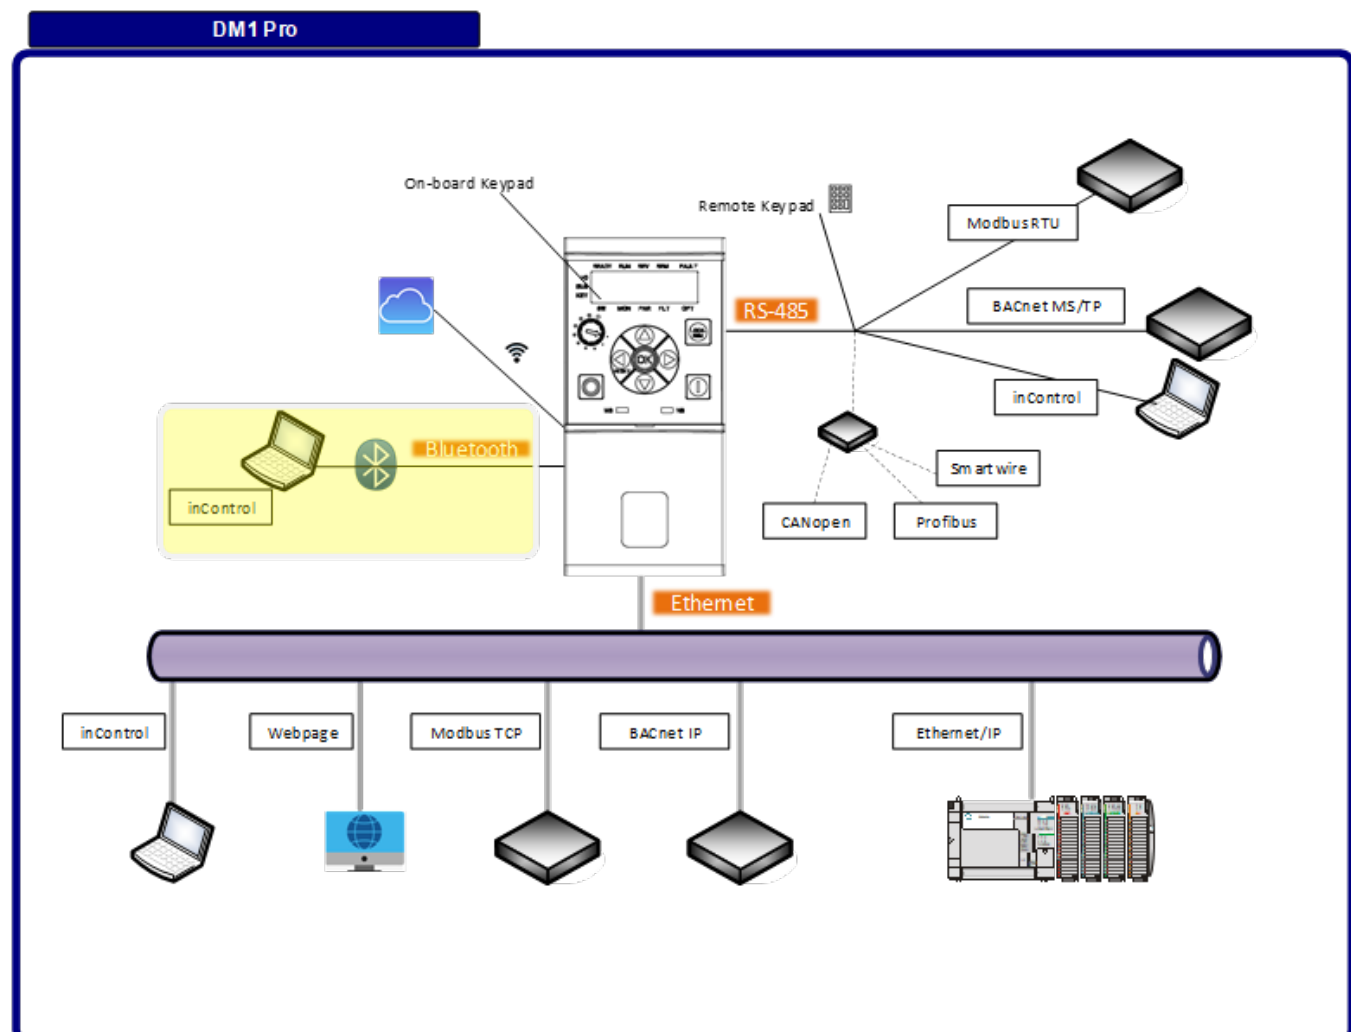 DM1 Pro
On-board Keypad
Remote Keypad
Modbus RTU
RS-485
BACnet MS/TP
inControl
OK
Bluetooth
inControl
Smartwire
CANopen
Profibus
Ethernet
inControl
Webpage
Modbus TCP
BACnet IP
Ethernet/IP